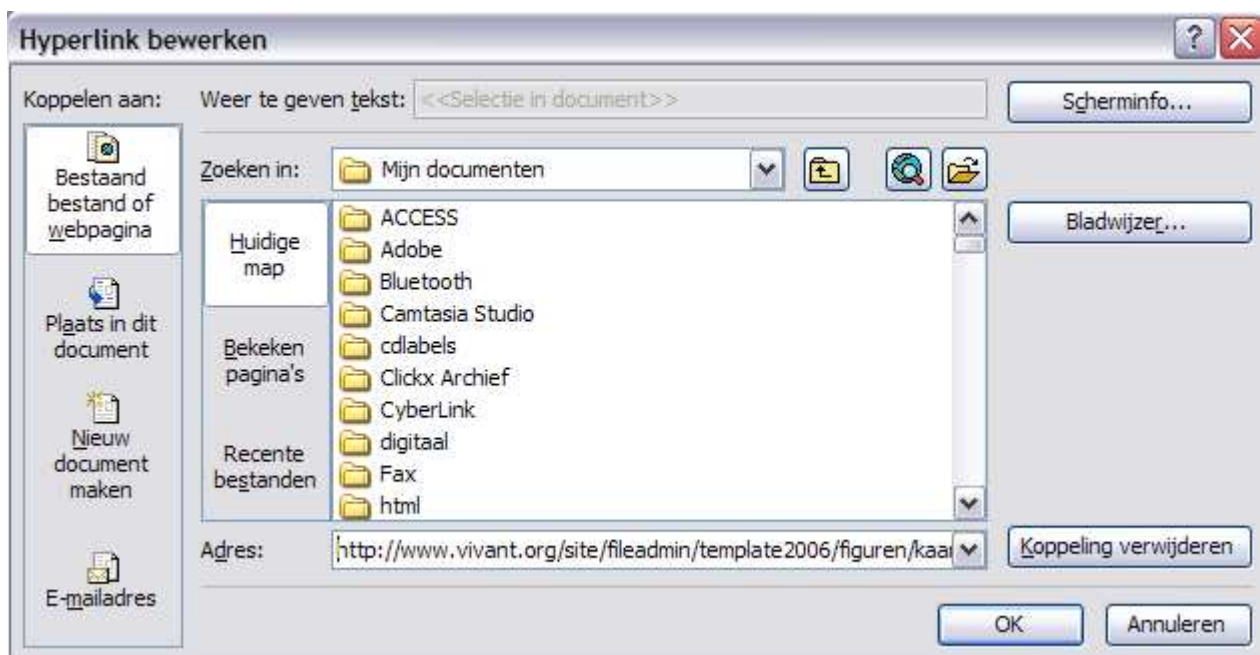 Hyperlink bewerken
Koppelen aan:
Weer te geven tekst:
<<Selectie in document>>
Scherminfo...
Bestaand
bestand of
webpagina
Plaats in dit
document
Nieuw
document
maken
E-mailadres
Zoeken in:
Mijn documenten
Huidige
map
Bekeken
pagina's
Recente
bestanden
ACCESS
Adobe
Bluetooth
Camtasia Studio
cdlabels
Clickx Archief
CyberLink
digitaal
Fax
html
Bladwijzer...
Adres:
http://www.vivant.org/site/fileadmin/template2006/figuren/kaar
Koppeling verwijderen
OK
Annuleren